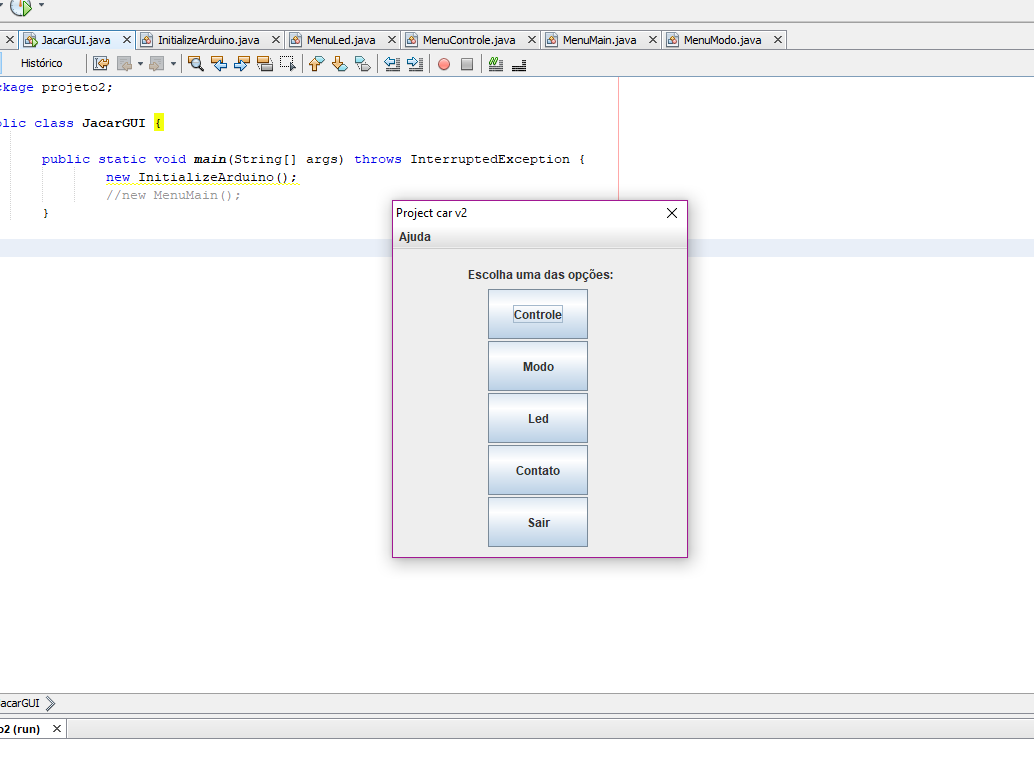 JacarGUI.java InitializeArduino.java MenuLed.java MenuControle.java MenuMain.java MenuModo.java
Histórico
ckage projeto2;
olic class JacarGUI {
public static void main(String[] args) throws InterruptedException {
new InitializeArduino();
//new MenuMain();
}
Project car v2
Ajuda
Escolha uma das opções:
Controle
Modo
Led
Contato
Sair
acarGUI
o2 (run)